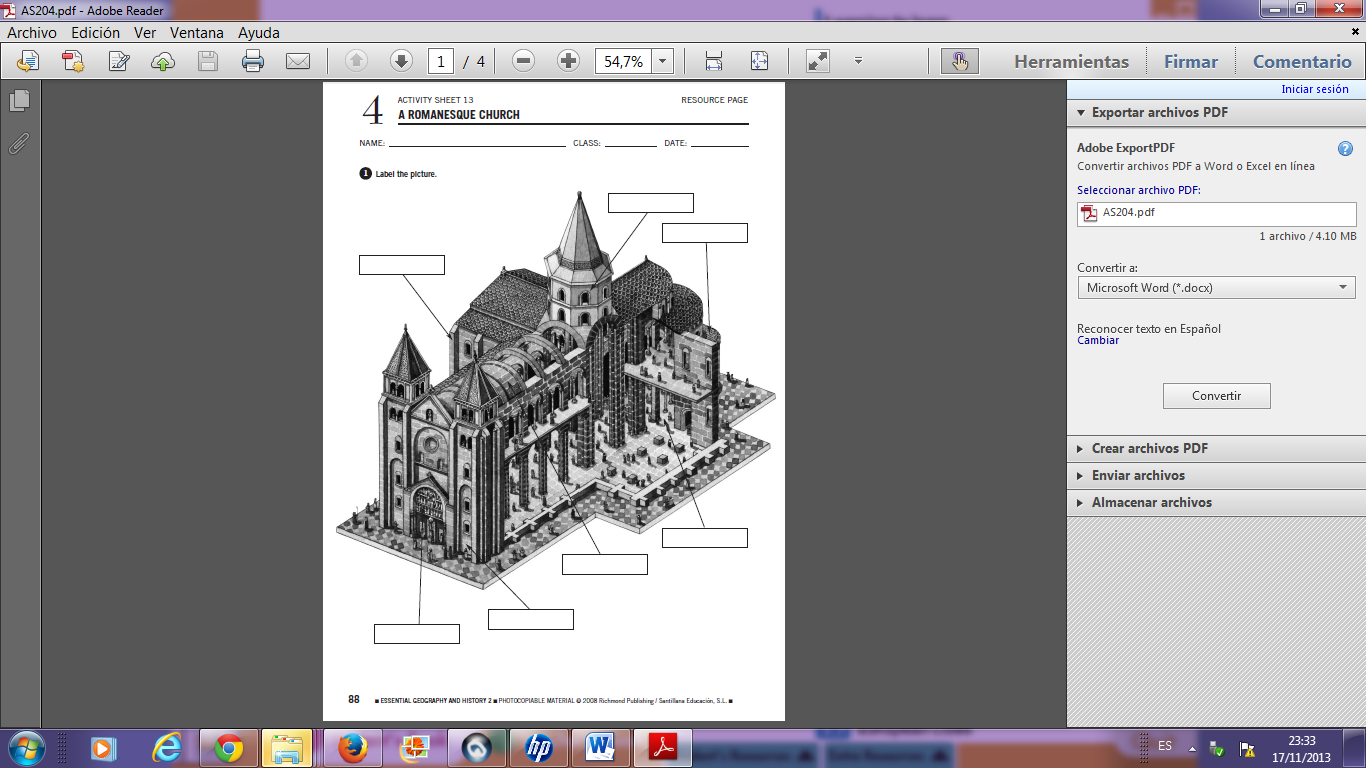 AS204.pdf - Adobe Reader
Archivo Edición Ver Ventana Ayuda
1 / 4 54,7% Herramientas Firmar Comentario
Iniciar sesión
Exportar archivos PDF
Adobe ExportPDF
Convertir archivos PDF a Word o Excel en línea
Seleccionar archivo PDF:
AS204.pdf
1 archivo / 4.10 MB
Convertir a:
Microsoft Word (*.docx)
Reconocer texto en Español
Cambiar
Convertir
Crear archivos PDF
Enviar archivos
Almacenar archivos
4 ACTIVITY SHEET 13 RESOURCE PAGE
A ROMANESQUE CHURCH
NAME: CLASS: DATE:
1 Label the picture.
88 ■ ESSENTIAL GEOGRAPHY AND HISTORY 2 ■ PHOTOCOPIABLE MATERIAL © 2008 Richmond Publishing / Santillana Educación, S.L. ■
hp W
ES 23:33
17/11/2013